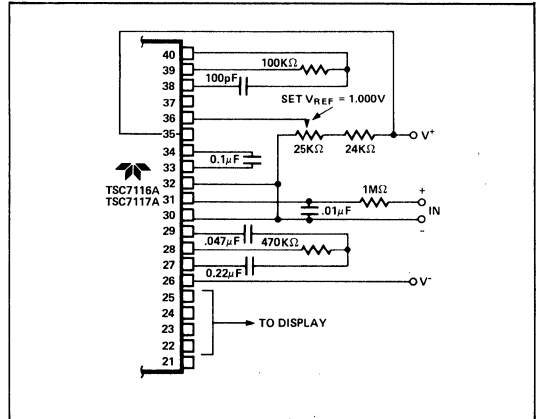 40
39
38
37
36
35
34
33
32
31
30
29
28
27
26
25
24
23
22
21
100KΩ
100pF
SET VREF = 1.000V
25KΩ
24KΩ
V+
0.1μF
TSC7116A
TSC7117A
1MΩ
+
.01μF
IN
-
.047μF
470KΩ
0.22μF
V-
TO DISPLAY